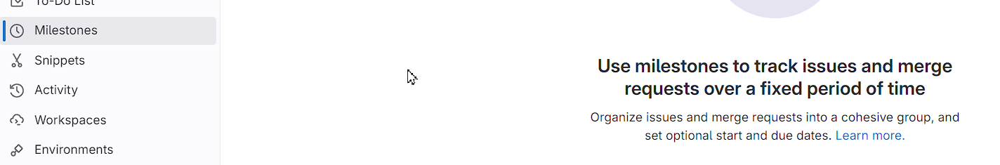 To-Do List
Milestones
Snippets
Activity
Workspaces
Environments
Use milestones to track issues and merge
requests over a fixed period of time
Organize issues and merge requests into a cohesive group, and
set optional start and due dates. Learn more.